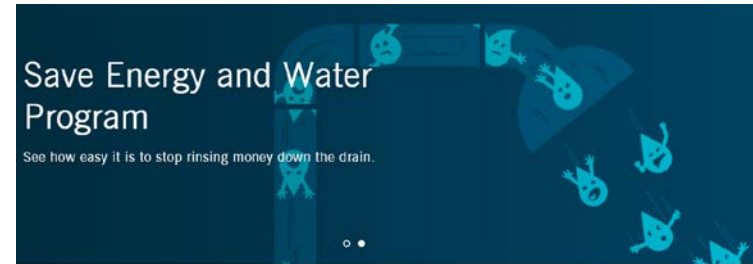 Save Energy and Water
Program
See how easy it is to stop rinsing money down the drain.